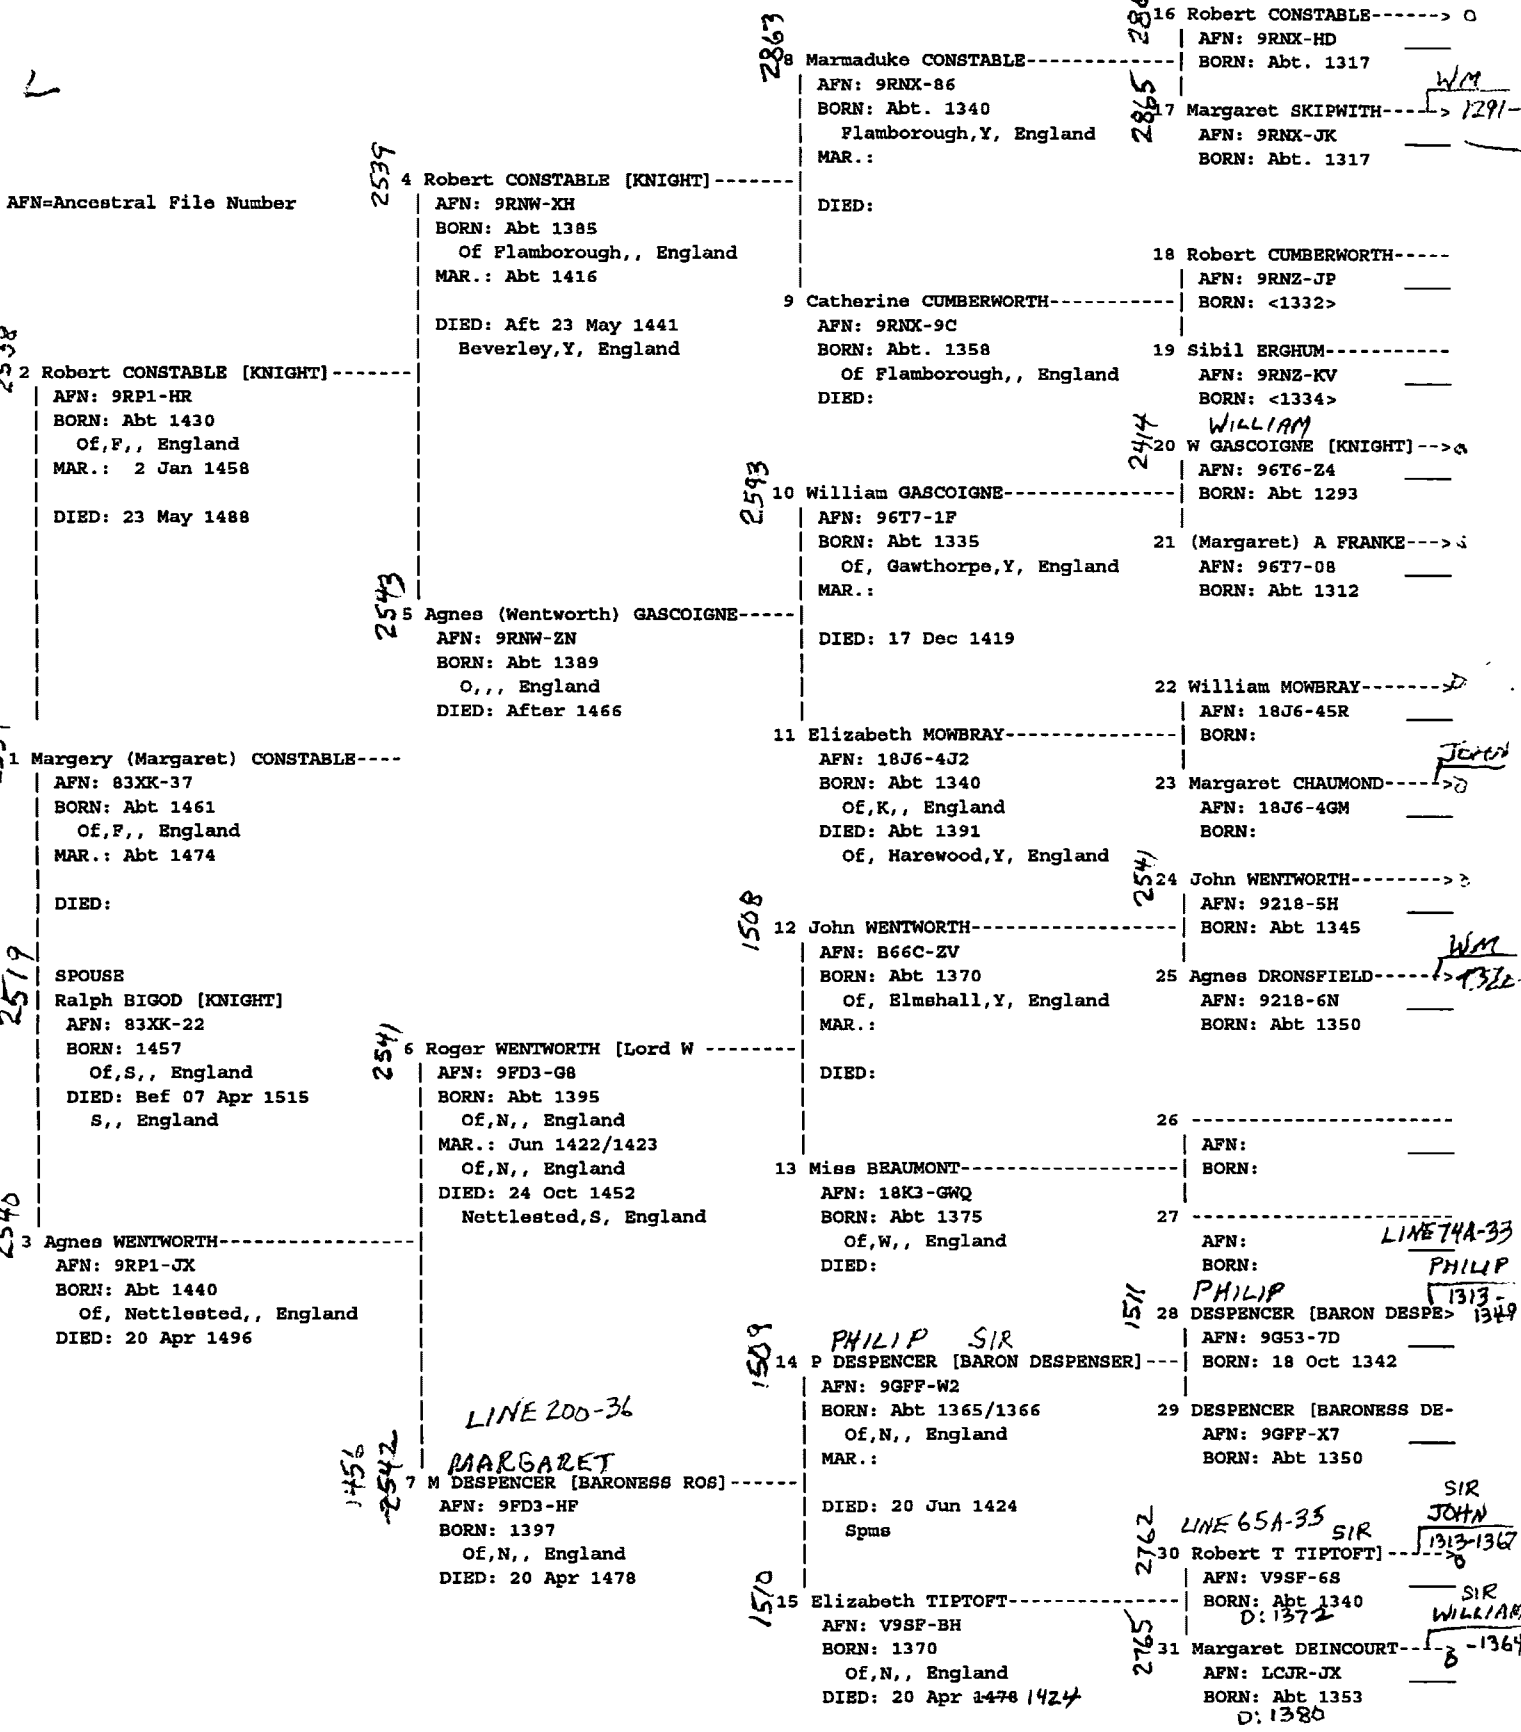 AFN=Ancestral File Number
2537
1 Margery (Margaret) CONSTABLE----
AFN: 83XK-37
BORN: Abt 1461
Of,F,, England
MAR.: Abt 1474
DIED:
2519
SPOUSE
Ralph BIGOD [KNIGHT]
AFN: 83XK-22
BORN: 1457
Of,S,, England
DIED: Bef 07 Apr 1515
S,, England
2538
2 Robert CONSTABLE [KNIGHT]-------
AFN: 9RP1-HR
BORN: Abt 1430
Of,F,, England
MAR.: 2 Jan 1458
DIED: 23 May 1488
2540
3 Agnes WENTWORTH----------------
AFN: 9RP1-JX
BORN: Abt 1440
Of, Nettlested,, England
DIED: 20 Apr 1496
2539
4 Robert CONSTABLE [KNIGHT]-------
AFN: 9RNW-XH
BORN: Abt 1385
Of Flamborough,, England
MAR.: Abt 1416
DIED: Aft 23 May 1441
Beverley,Y, England
2543
5 Agnes (Wentworth) GASCOIGNE-----
AFN: 9RNW-ZN
BORN: Abt 1389
O,,, England
DIED: After 1466
2541
6 Roger WENTWORTH [Lord W --------
AFN: 9FD3-G8
BORN: Abt 1395
Of,N,, England
MAR.: Jun 1422/1423
Of,N,, England
DIED: 24 Oct 1452
Nettlested,S, England
LINE 200-36
1456
2542
MARGARET
7 M DESPENCER [BARONESS ROS]------
AFN: 9FD3-HF
BORN: 1397
Of,N,, England
DIED: 20 Apr 1478
2863
8 Marmaduke CONSTABLE-------------
AFN: 9RNX-86
BORN: Abt. 1340
Flamborough,Y, England
MAR.:
DIED:
9 Catherine CUMBERWORTH-----------
AFN: 9RNX-9C
BORN: Abt. 1358
Of Flamborough,, England
DIED:
2593
10 William GASCOIGNE---------------
AFN: 96T7-1F
BORN: Abt 1335
Of, Gawthorpe,Y, England
MAR.:
DIED: 17 Dec 1419
11 Elizabeth MOWBRAY---------------
AFN: 18J6-4J2
BORN: Abt 1340
Of,K,, England
DIED: Abt 1391
Of, Harewood,Y, England
1508
12 John WENTWORTH------------------
AFN: B66C-ZV
BORN: Abt 1370
Of, Elmshall,Y, England
MAR.:
DIED:
13 Miss BEAUMONT-------------------
AFN: 18K3-GWQ
BORN: Abt 1375
Of,W,, England
DIED:
1509
PHILIP SIR
14 P DESPENCER [BARON DESPENSER]---
AFN: 9GFF-W2
BORN: Abt 1365/1366
Of,N,, England
MAR.:
DIED: 20 Jun 1424
Spms
1510
15 Elizabeth TIPTOFT---------------
AFN: V9SF-BH
BORN: 1370
Of,N,, England
DIED: 20 Apr 1478 1424
16 Robert CONSTABLE------>
AFN: 9RNX-HD
BORN: Abt. 1317
2865
WM
17 Margaret SKIPWITH-----> 1291-
AFN: 9RNX-JK
BORN: Abt. 1317
18 Robert CUMBERWORTH-----
AFN: 9RNZ-JP
BORN: <1332>
19 Sibil ERGHUM-----------
AFN: 9RNZ-KV
BORN: <1334>
2414
WILLIAM
20 W GASCOIGNE [KNIGHT]-->
AFN: 96T6-Z4
BORN: Abt 1293
21 (Margaret) A FRANKE--->
AFN: 96T7-08
BORN: Abt 1312
22 William MOWBRAY------->
AFN: 18J6-45R
BORN:
JOHN
23 Margaret CHAUMOND----->
AFN: 18J6-4GM
BORN:
2541
24 John WENTWORTH-------->
AFN: 9218-5H
BORN: Abt 1345
WM
25 Agnes DRONSFIELD------>
AFN: 9218-6N
BORN: Abt 1350
26 ----------------------
AFN:
BORN:
27 ----------------------
AFN:
BORN:
LINE 74A-33
PHILIP
1313-
1349
1511
PHILIP
28 DESPENCER [BARON DESPE>
AFN: 9G53-7D
BORN: 18 Oct 1342
29 DESPENCER [BARONESS DE-
AFN: 9GFF-X7
BORN: Abt 1350
SIR
JOHN
1313-1367
2762
LINE 65A-35 SIR
30 Robert T TIPTOFT]----->
AFN: V9SF-6S
BORN: Abt 1340
D: 1372
SIR
WILLIAM
-1364
2765
31 Margaret DEINCOURT---->
AFN: LCJR-JX
BORN: Abt 1353
D: 1380